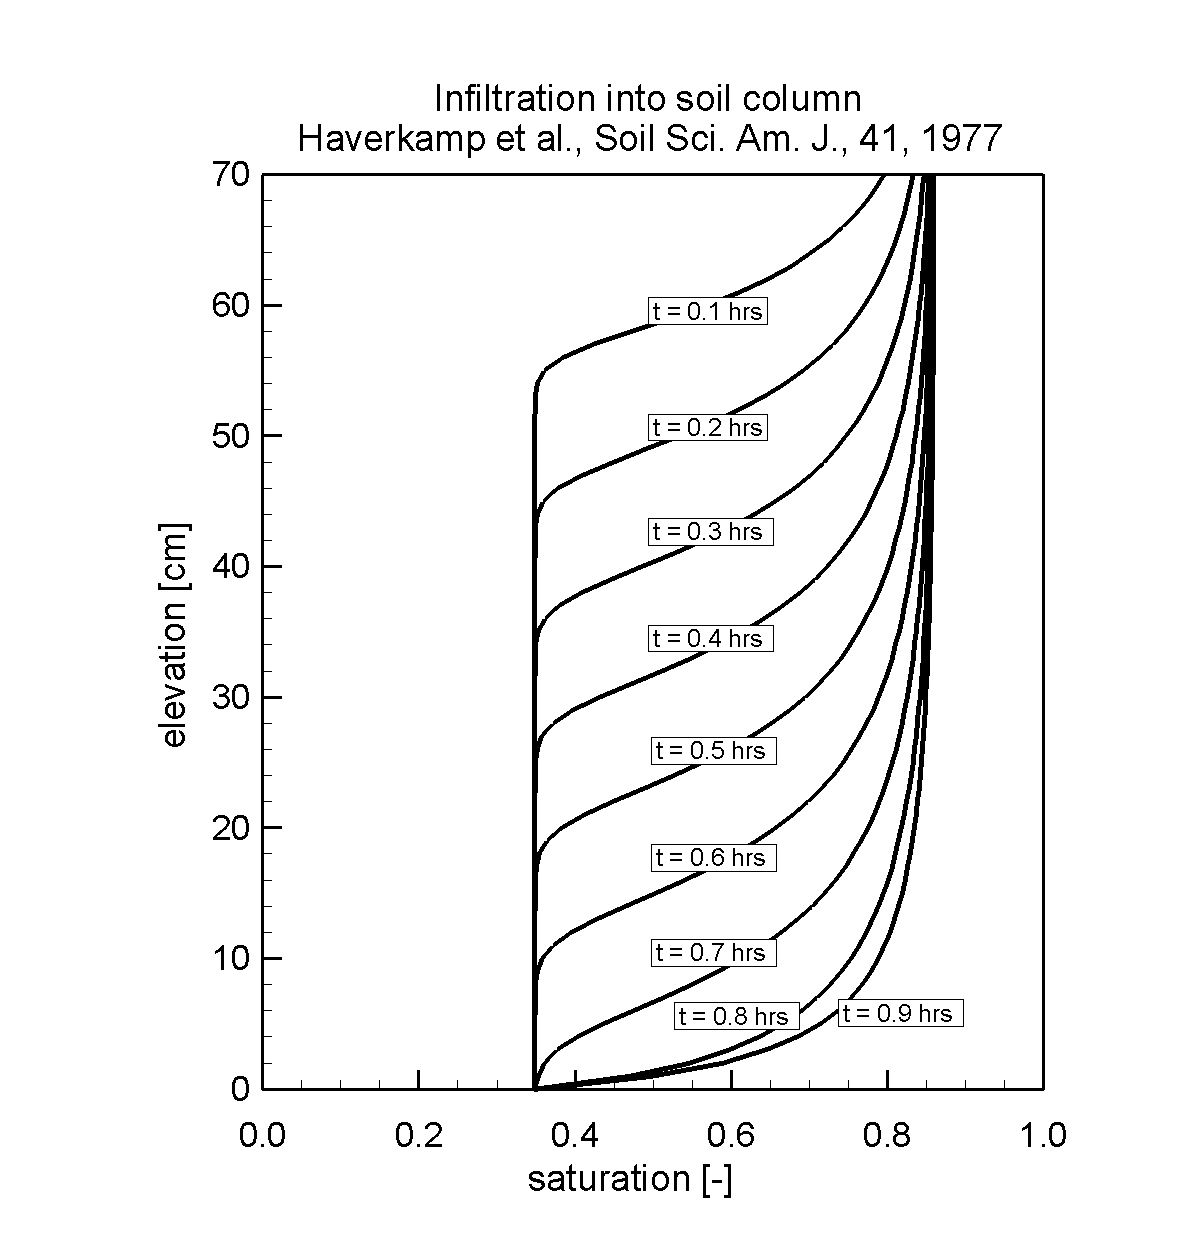 Infiltration into soil column
Haverkamp et al., Soil Sci. Am. J., 41, 1977
70
60
50
40
30
20
10
0
elevation [cm]
t = 0.1 hrs
t = 0.2 hrs
t = 0.3 hrs
t = 0.4 hrs
t = 0.5 hrs
t = 0.6 hrs
t = 0.7 hrs
t = 0.8 hrs
t = 0.9 hrs
0.0 0.2 0.4 0.6 0.8 1.0
saturation [-]